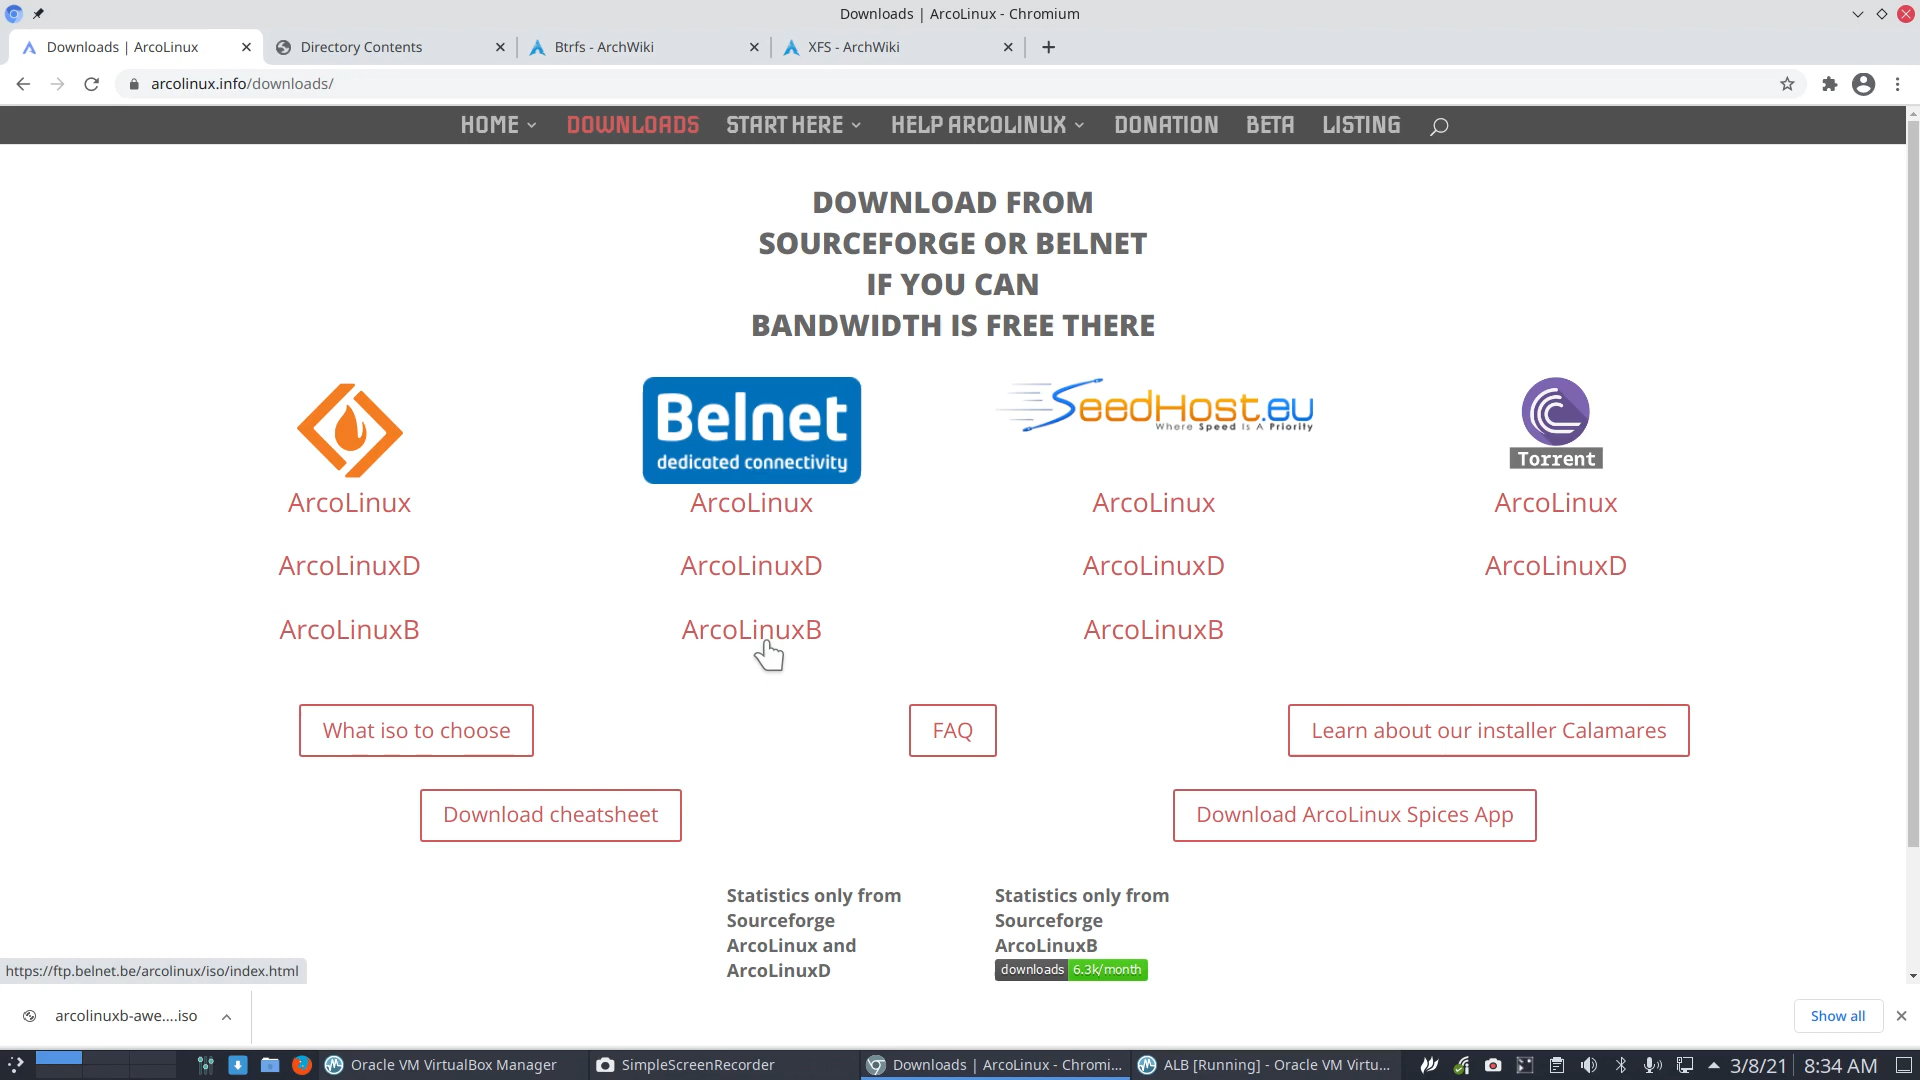 Downloads | ArcoLinux - Chromium
Downloads | ArcoLinux
Directory Contents
Btrfs - ArchWiki
XFS - ArchWiki
arcolinux.info/downloads/
HOME
DOWNLOADS
START HERE
HELP ARCOLINUX
DONATION
BETA
LISTING
DOWNLOAD FROM
SOURCEFORGE OR BELNET
IF YOU CAN
BANDWIDTH IS FREE THERE
Belnet
dedicated connectivity
SeedHost.eu
Where Speed Is A Priority
Torrent
ArcoLinux
ArcoLinux
ArcoLinux
ArcoLinux
ArcoLinuxD
ArcoLinuxD
ArcoLinuxD
ArcoLinuxD
ArcoLinuxB
ArcoLinuxB
ArcoLinuxB
What iso to choose
FAQ
Learn about our installer Calamares
Download cheatsheet
Download ArcoLinux Spices App
Statistics only from
Sourceforge
ArcoLinux and
ArcoLinuxD
Statistics only from
Sourceforge
ArcoLinuxB
downloads 6.3k/month
https://ftp.belnet.be/arcolinux/iso/index.html
arcolinuxb-awe....iso
Show all
Oracle VM VirtualBox Manager
SimpleScreenRecorder
Downloads | ArcoLinux - Chromi...
ALB [Running] - Oracle VM Virtu...
3/8/21
8:34 AM